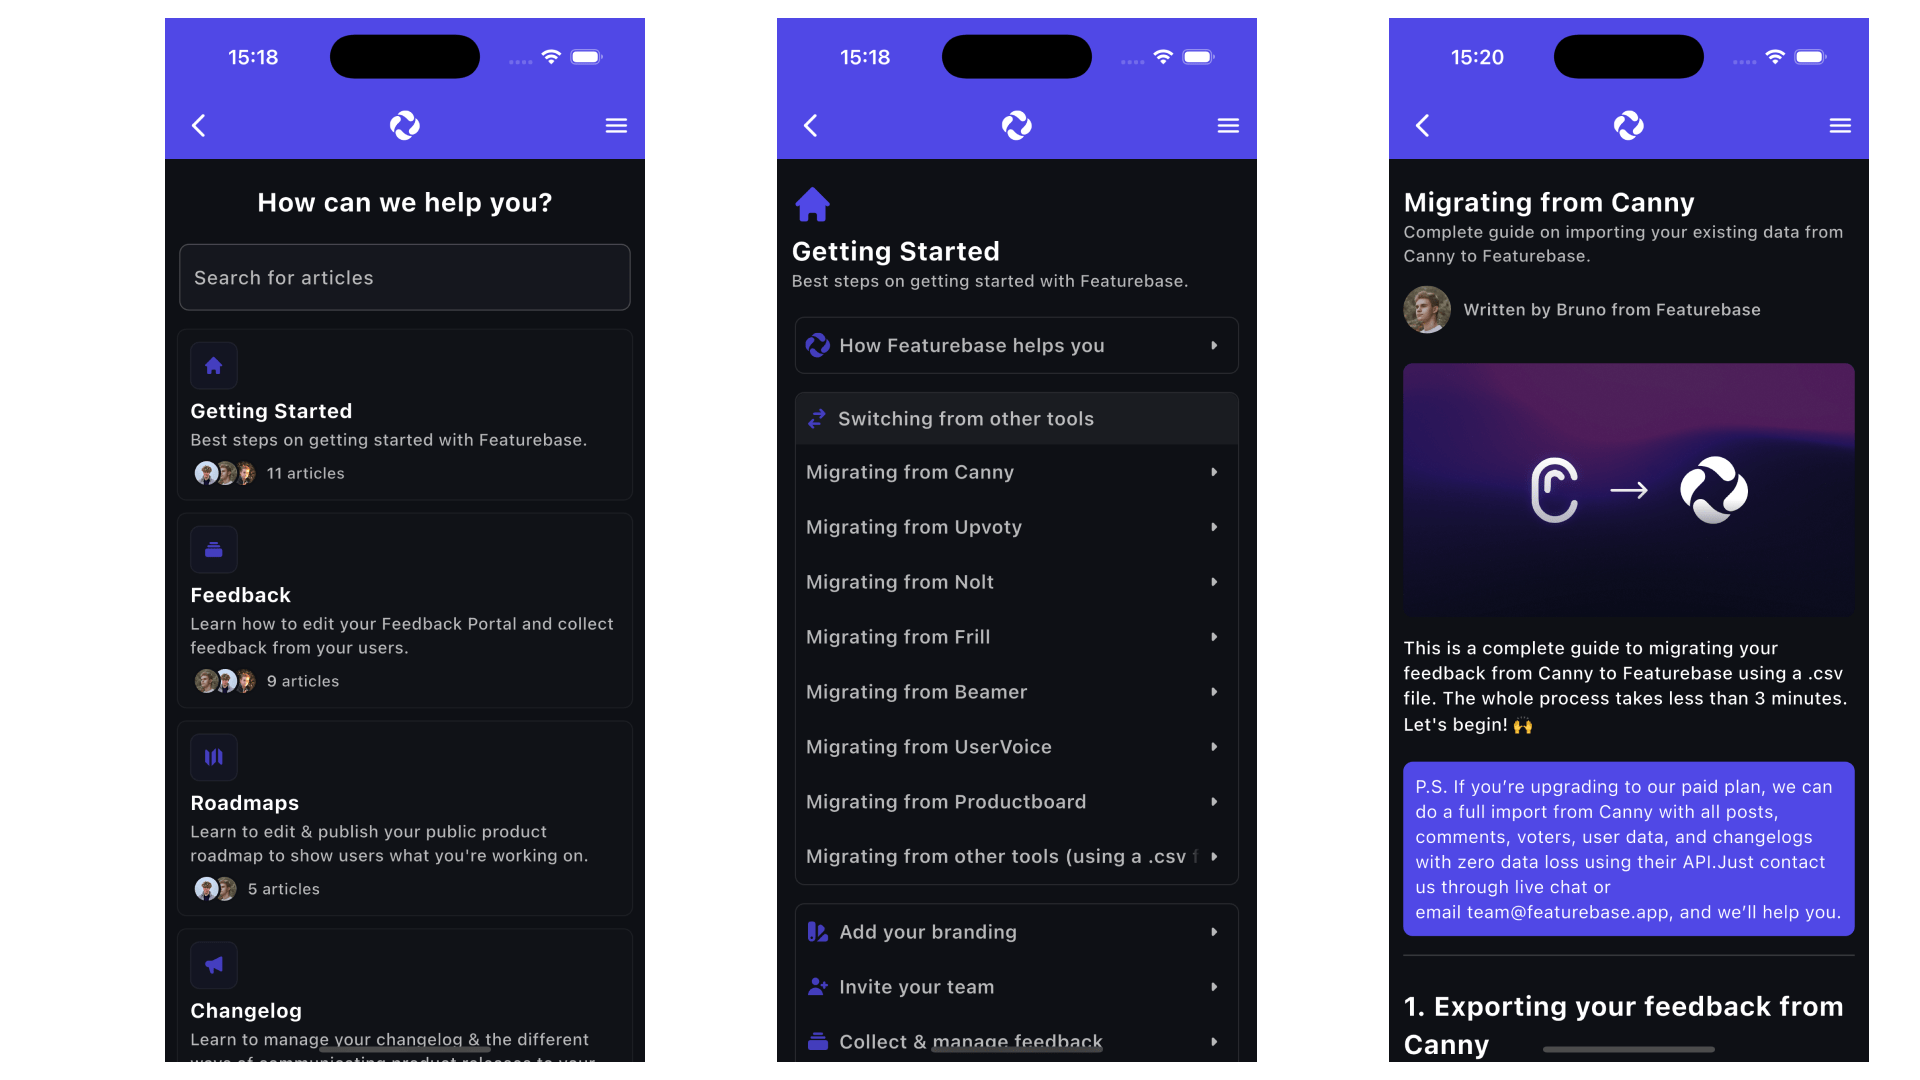 15:18
How can we help you?
Search for articles
Getting Started
Best steps on getting started with Featurebase.
11 articles
Feedback
Learn how to edit your Feedback Portal and collect
feedback from your users.
9 articles
Roadmaps
Learn to edit & publish your public product
roadmap to show users what you're working on.
5 articles
Changelog
Learn to manage your changelog & the different
ways of communicating product releases to your
15:18
Getting Started
Best steps on getting started with Featurebase.
How Featurebase helps you
Switching from other tools
Migrating from Canny
Migrating from Upvoty
Migrating from Nolt
Migrating from Frill
Migrating from Beamer
Migrating from UserVoice
Migrating from Productboard
Migrating from other tools (using a .csv f
Add your branding
Invite your team
Collect & manage feedback
15:20
Migrating from Canny
Complete guide on importing your existing data from
Canny to Featurebase.
Written by Bruno from Featurebase
This is a complete guide to migrating your
feedback from Canny to Featurebase using a .csv
file. The whole process takes less than 3 minutes.
Let's begin! 🙌
P.S. If you’re upgrading to our paid plan, we can
do a full import from Canny with all posts,
comments, voters, user data, and changelogs
with zero data loss using their API.Just contact
us through live chat or
email team@featurebase.app, and we’ll help you.
1. Exporting your feedback from
Canny